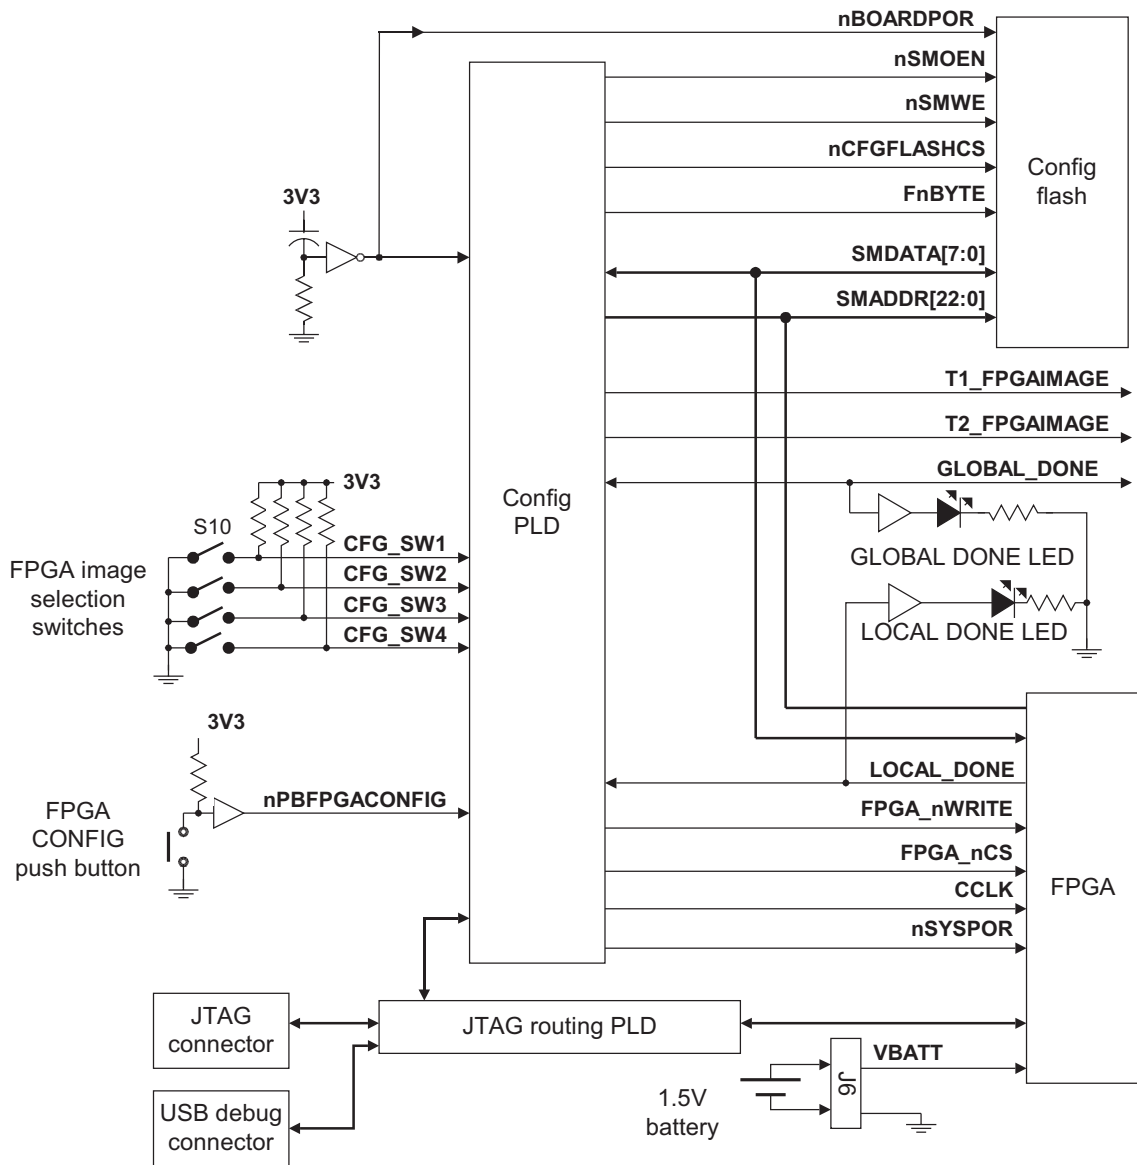 nBOARDPOR
nSMOEN
nSMWE
nCFGFLASHCS
FnBYTE
SMDATA[7:0]
SMADDR[22:0]
Config
flash
3V3
T1_FPGAIMAGE
T2_FPGAIMAGE
GLOBAL_DONE
GLOBAL DONE LED
LOCAL DONE LED
Config
PLD
3V3
S10
CFG_SW1
CFG_SW2
CFG_SW3
CFG_SW4
FPGA image
selection
switches
3V3
nPBFPGACONFIG
FPGA
CONFIG
push button
LOCAL_DONE
FPGA_nWRITE
FPGA_nCS
CCLK
nSYSPOR
FPGA
JTAG
connector
JTAG routing PLD
USB debug
connector
1.5V
battery
J6
VBATT